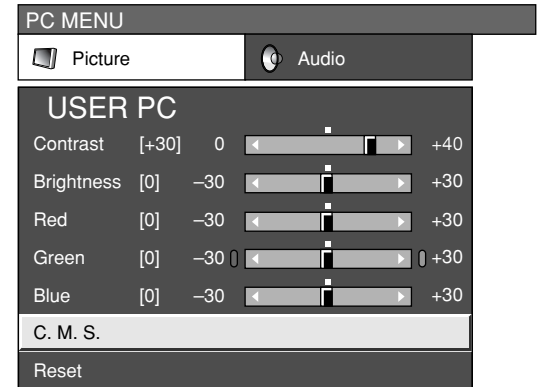 PC MENU
Picture Audio
USER PC
Contrast [+30] 0 +40
Brightness [0] –30 +30
Red [0] –30 +30
Green [0] –30 +30
Blue [0] –30 +30
C. M. S.
Reset